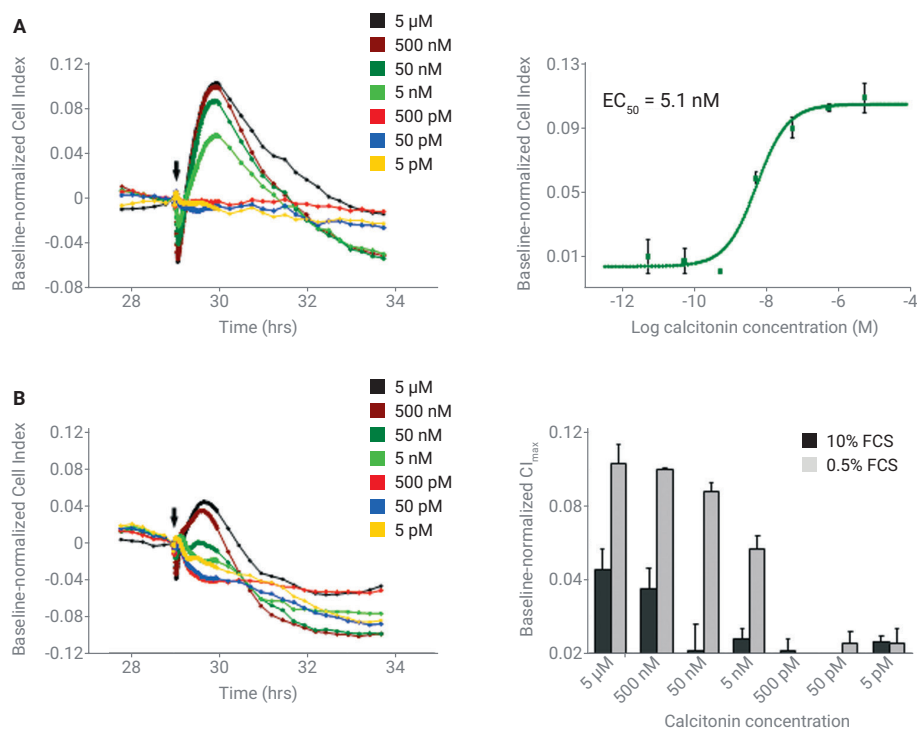 A
5 µM
500 nM
50 nM
5 nM
500 pM
50 pM
5 pM
Baseline-normalized Cell Index
0.12
0.08
0.04
0
-0.04
-0.08
28
30
32
34
Time (hrs)
Baseline-normalized Cell Index
0.13
0.09
0.05
0.01
EC50 = 5.1 nM
-12
-10
-8
-6
-4
Log calcitonin concentration (M)
B
5 µM
500 nM
50 nM
5 nM
500 pM
50 pM
5 pM
Baseline-normalized Cell Index
0.12
0.08
0.04
0.00
-0.04
-0.08
-0.12
28
30
32
34
Time (hrs)
Baseline-normalized CImax
0.12
0.08
0.04
0.02
10% FCS
0.5% FCS
5 µM
500 nM
50 nM
5 nM
500 pM
50 pM
5 pM
Calcitonin concentration